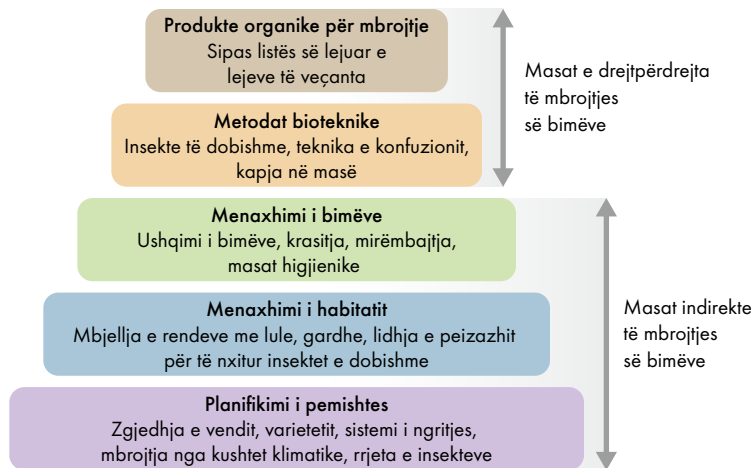 Produkte organike për mbrojtje
Sipas listës së lejuar e
lejeve të veçanta
Metodat bioteknike
Insekte të dobishme, teknika e konfuzionit,
kapja në masë
Masat e drejtpërdrejta
të mbrojtjes
së bimëve
Menaxhimi i bimëve
Ushqimi i bimëve, krasitja, mirëmbajtja,
masat higjienike
Menaxhimi i habitatit
Mbjellja e rendeve me lule, gardhe, lidhja e peizazhit
për të nxitur insektet e dobishme
Planifikimi i pemishtes
Zgjedhja e vendit, varietetit, sistemi i ngritjes,
mbrojtja nga kushtet klimatike, rrjeta e insekteve
Masat indirekte
të mbrojtjes
së bimëve